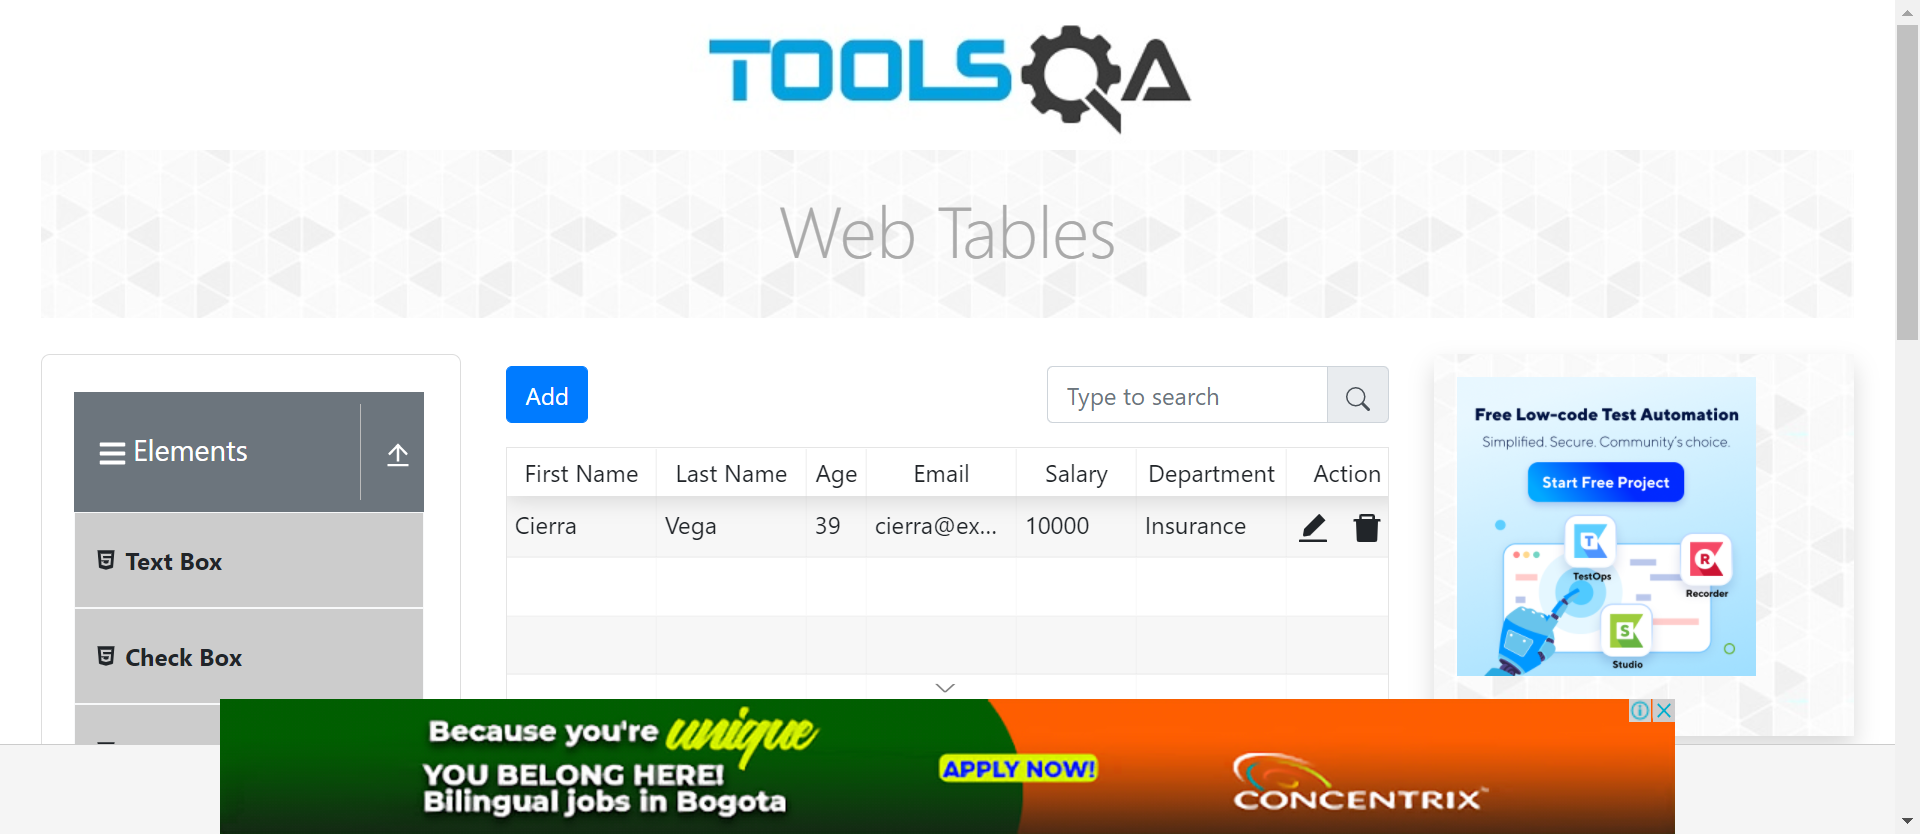 TOOLSQA
Web Tables
Elements
Text Box
Check Box
Add
Type to search
First Name Last Name Age Email Salary Department Action
Cierra Vega 39 cierra@ex... 10000 Insurance
Free Low-code Test Automation
Simplified. Secure. Community's choice.
Start Free Project
TestOps
Recorder
Studio
Because you're unique
YOU BELONG HERE!
Bilingual jobs in Bogota
APPLY NOW!
CONCENTRIX™